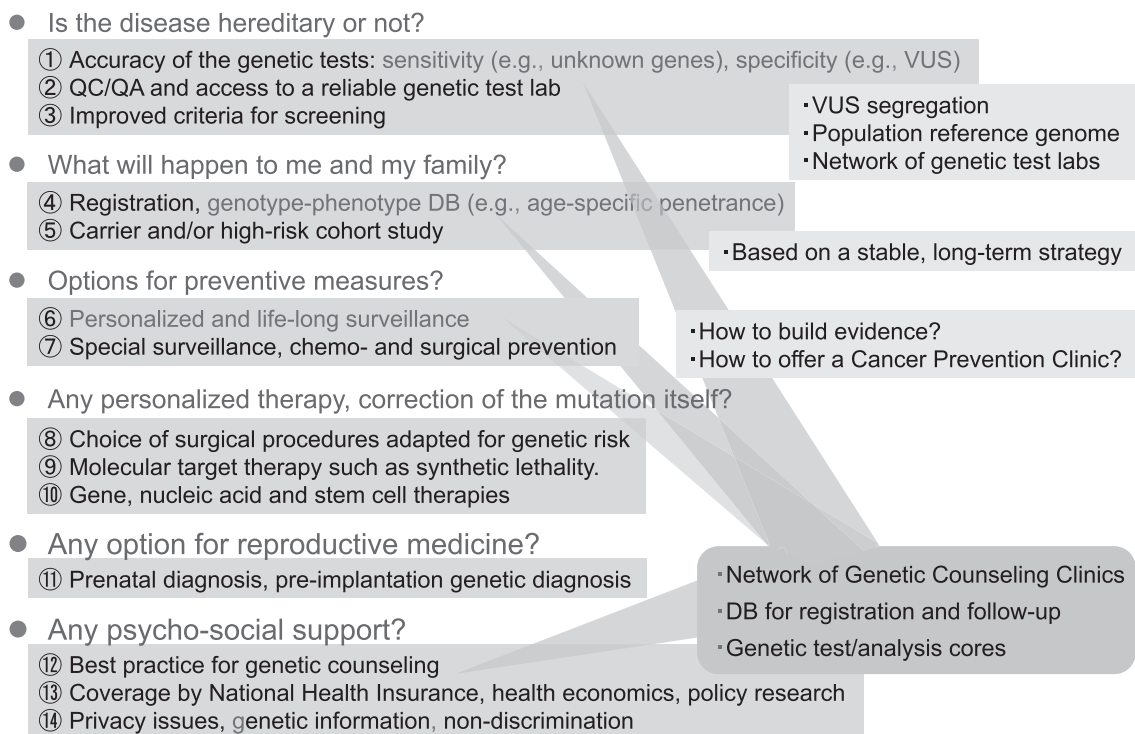 ● Is the disease hereditary or not?
① Accuracy of the genetic tests: sensitivity (e.g., unknown genes), specificity (e.g., VUS)
② QC/QA and access to a reliable genetic test lab
③ Improved criteria for screening
・VUS segregation
・Population reference genome
・Network of genetic test labs
● What will happen to me and my family?
④ Registration, genotype-phenotype DB (e.g., age-specific penetrance)
⑤ Carrier and/or high-risk cohort study
・Based on a stable, long-term strategy
● Options for preventive measures?
⑥ Personalized and life-long surveillance
⑦ Special surveillance, chemo- and surgical prevention
・How to build evidence?
・How to offer a Cancer Prevention Clinic?
● Any personalized therapy, correction of the mutation itself?
⑧ Choice of surgical procedures adapted for genetic risk
⑨ Molecular target therapy such as synthetic lethality.
⑩ Gene, nucleic acid and stem cell therapies
● Any option for reproductive medicine?
⑪ Prenatal diagnosis, pre-implantation genetic diagnosis
・Network of Genetic Counseling Clinics
・DB for registration and follow-up
・Genetic test/analysis cores
● Any psycho-social support?
⑫ Best practice for genetic counseling
⑬ Coverage by National Health Insurance, health economics, policy research
⑭ Privacy issues, genetic information, non-discrimination